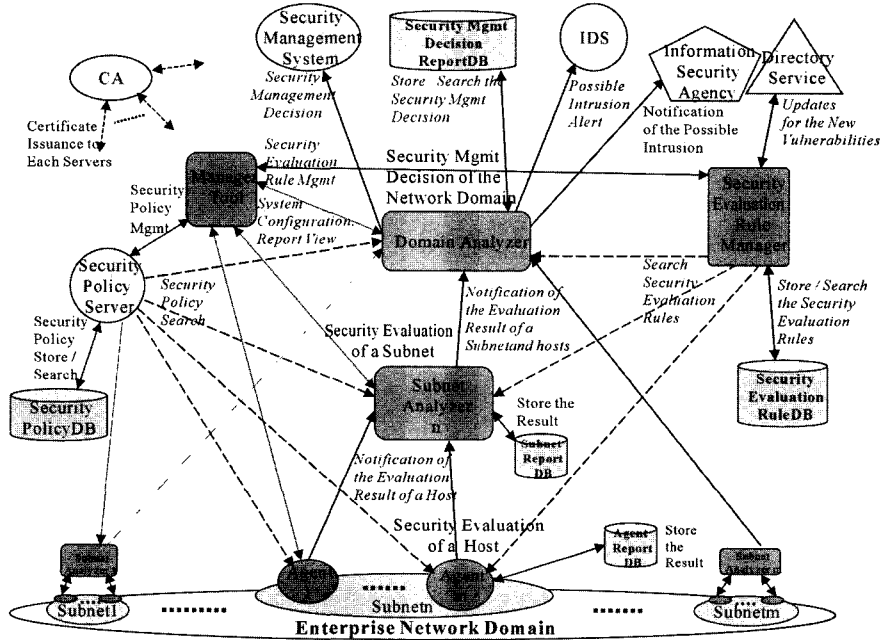 Security
Management
System
Security Mgmt
Decision
ReportDB
IDS
Information
Security
Agency
Directory
Service
CA
Security
Management
Decision
Store Search the
Security Mgmt
Decision
Possible
Intrusion
Alert
Notification
of the Possible
Intrusion
Updates
for the New
Vulnerabilities
Certificate
Issuance to
Each Servers
Security
Evaluation
Rule Mgmt
Security Mgmt
Decision of the
Network Domain
Manager
Tool
Security
Evaluation
Rule
Manager
Security
Policy
Mgmt
System
Configuration
Report View
Domain Analyzer
Security
Policy
Server
Security
Policy
Search
Search
Security
Evaluation
Rules
Notification of
the Evaluation
Result of a
Subnetand hosts
Store / Search
the Security
Evaluation
Rules
Security
Policy
Store /
Search
Security Evaluation
of a Subnet
Security
PolicyDB
Subnet
Analyzer
n
Security
Evaluation
RuleDB
Store the
Result
Subnet
Report
DB
Notification of
the Evaluation
Result of a Host
Security Evaluation
of a Host
Agent
Report
DB
Store
the
Result
Subnet
Subnet
Agent
Agent
Subnet1
Subnetn
Subnetm
Enterprise Network Domain